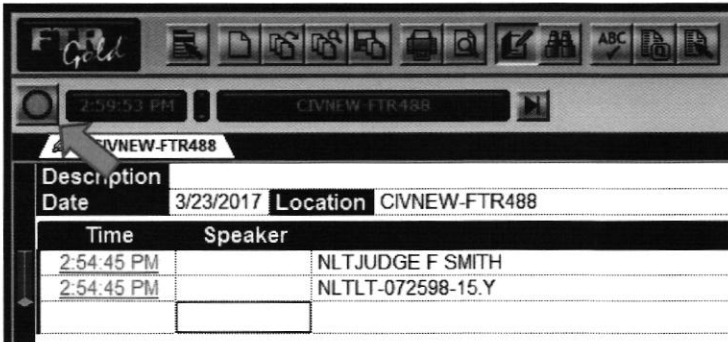 FTR Gold
ABC
2:59:53 PM CIVNEW-FTR488
CIVNEW-FTR488
Description
Date 3/23/2017 Location CIVNEW-FTR488
Time Speaker
2:54:45 PM NLTJUDGE F SMITH
2:54:45 PM NLTLT-072598-15.Y